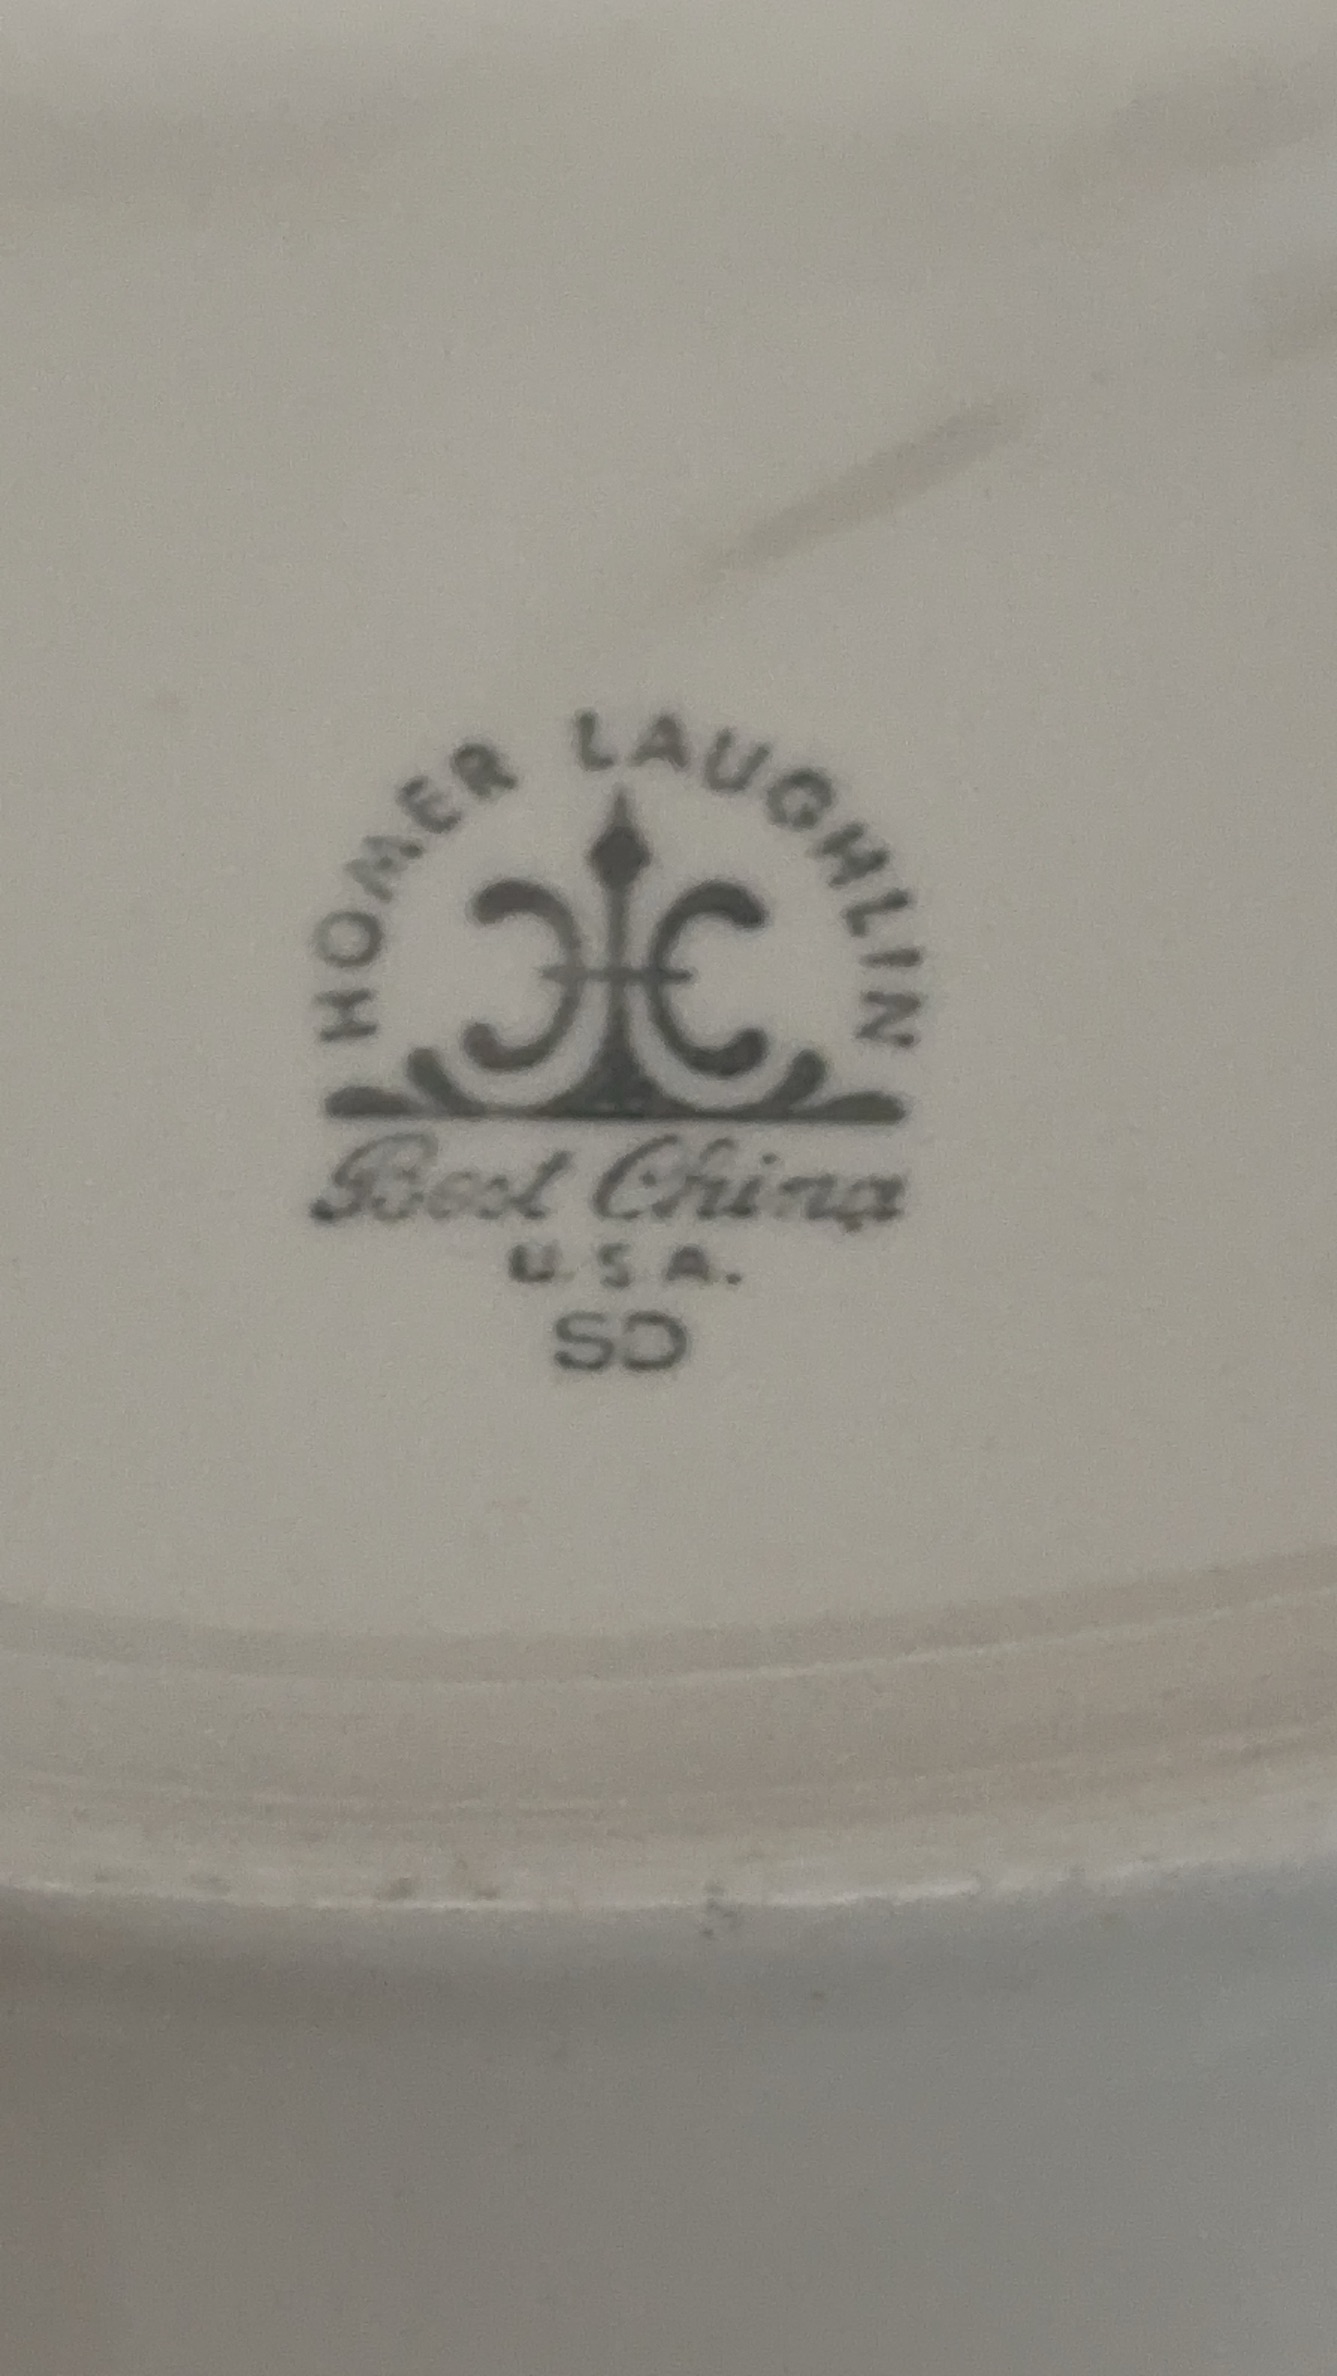 HOMER LAUGHLIN
Best China
U.S.A.
SD